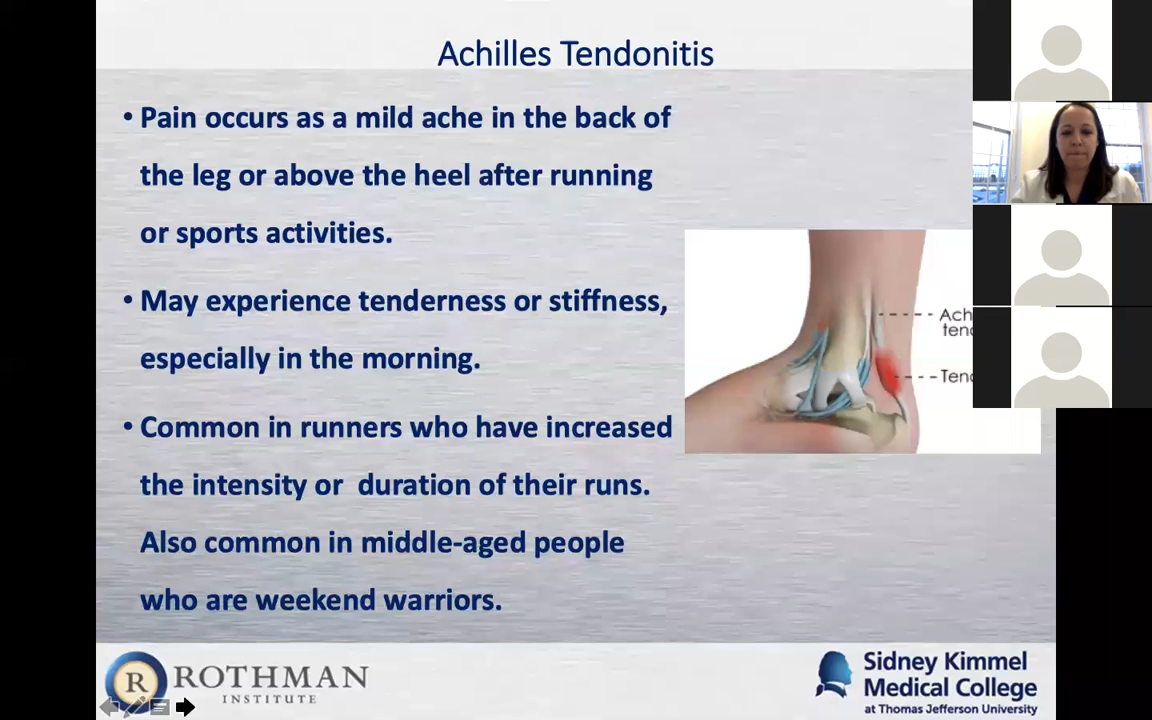 Achilles Tendonitis
• Pain occurs as a mild ache in the back of
the leg or above the heel after running
or sports activities.
• May experience tenderness or stiffness,
especially in the morning.
• Common in runners who have increased
the intensity or  duration of their runs.
Also common in middle-aged people
who are weekend warriors.
Ach
tend
Tend
R ROTHMAN
INSTITUTE
Sidney Kimmel
Medical College
at Thomas Jefferson University